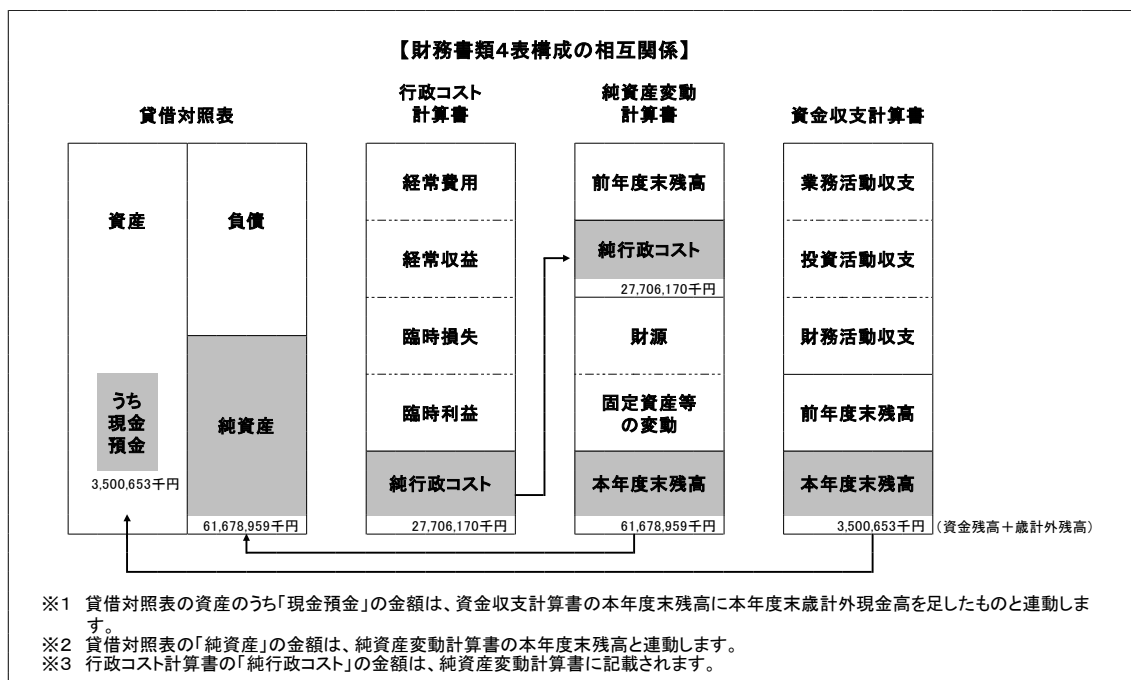 【財務書類4表構成の相互関係】
貸借対照表
資産
うち
現金
預金
3,500,653千円
負債
純資産
61,678,959千円
行政コスト
計算書
経常費用
経常収益
臨時損失
臨時利益
純行政コスト
27,706,170千円
純資産変動
計算書
前年度末残高
純行政コスト
27,706,170千円
財源
固定資産等
の変動
本年度末残高
61,678,959千円
資金収支計算書
業務活動収支
投資活動収支
財務活動収支
前年度末残高
本年度末残高
3,500,653千円
（資金残高＋歳計外残高）
※1 貸借対照表の資産のうち「現金預金」の金額は、資金収支計算書の本年度末残高に本年度末歳計外現金高を足したものと連動しま
す。
※2 貸借対照表の「純資産」の金額は、純資産変動計算書の本年度末残高と連動します。
※3 行政コスト計算書の「純行政コスト」の金額は、純資産変動計算書に記載されます。